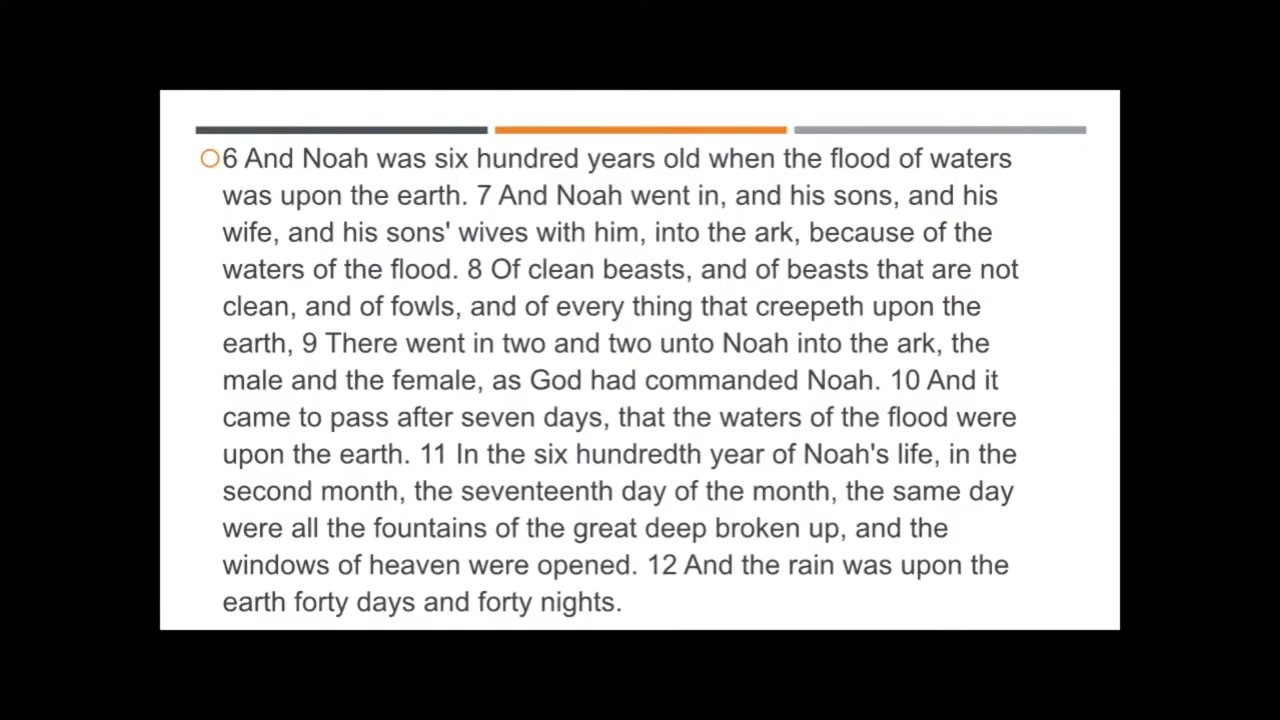 6 And Noah was six hundred years old when the flood of waters
was upon the earth. 7 And Noah went in, and his sons, and his
wife, and his sons' wives with him, into the ark, because of the
waters of the flood. 8 Of clean beasts, and of beasts that are not
clean, and of fowls, and of every thing that creepeth upon the
earth, 9 There went in two and two unto Noah into the ark, the
male and the female, as God had commanded Noah. 10 And it
came to pass after seven days, that the waters of the flood were
upon the earth. 11 In the six hundredth year of Noah's life, in the
second month, the seventeenth day of the month, the same day
were all the fountains of the great deep broken up, and the
windows of heaven were opened. 12 And the rain was upon the
earth forty days and forty nights.